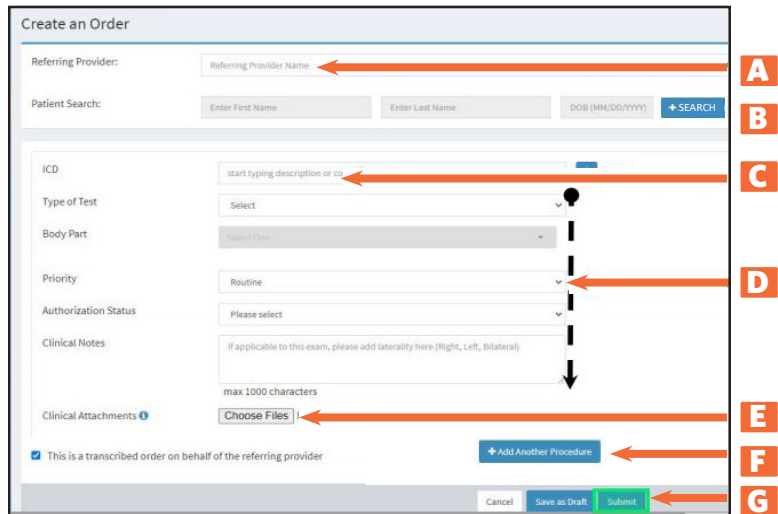 Create an Order
Referring Provider: Referring Provider Name A
Patient Search: Enter First Name Enter Last Name DOB (MM/DD/YYYY) +SEARCH B
ICD start typing description or co C
Type of Test Select
Body Part Select One
Priority Routine D
Authorization Status Please select
Clinical Notes If applicable to this exam, please add laterality here (Right, Left, Bilateral)
max 1000 characters
Clinical Attachments Choose Files E
This is a transcribed order on behalf of the referring provider +Add Another Procedure F
Cancel Save as Draft Submit G